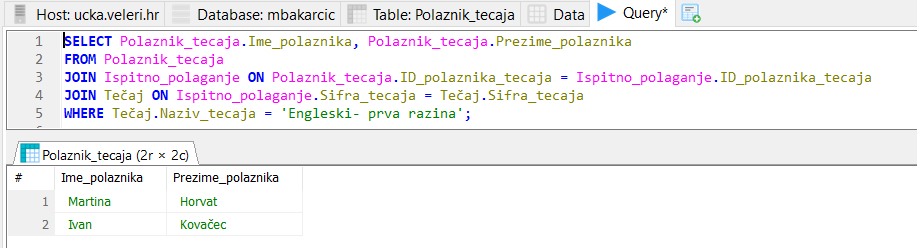 Host: ucka.veleri.hr Database: mbakarcic Table: Polaznik_tecaja Data Query*
1 SELECT Polaznik_tecaja.Ime_polaznika, Polaznik_tecaja.Prezime_polaznika
2 FROM Polaznik_tecaja
3 JOIN Ispitno_polaganje ON Polaznik_tecaja.ID_polaznika_tecaja = Ispitno_polaganje.ID_polaznika_tecaja
4 JOIN Tečaj ON Ispitno_polaganje.Sifra_tecaja = Tečaj.Sifra_tecaja
5 WHERE Tečaj.Naziv_tecaja = 'Engleski- prva razina';
Polaznik_tecaja (2r × 2c)
# Ime_polaznika Prezime_polaznika
1 Martina Horvat
2 Ivan Kovačec